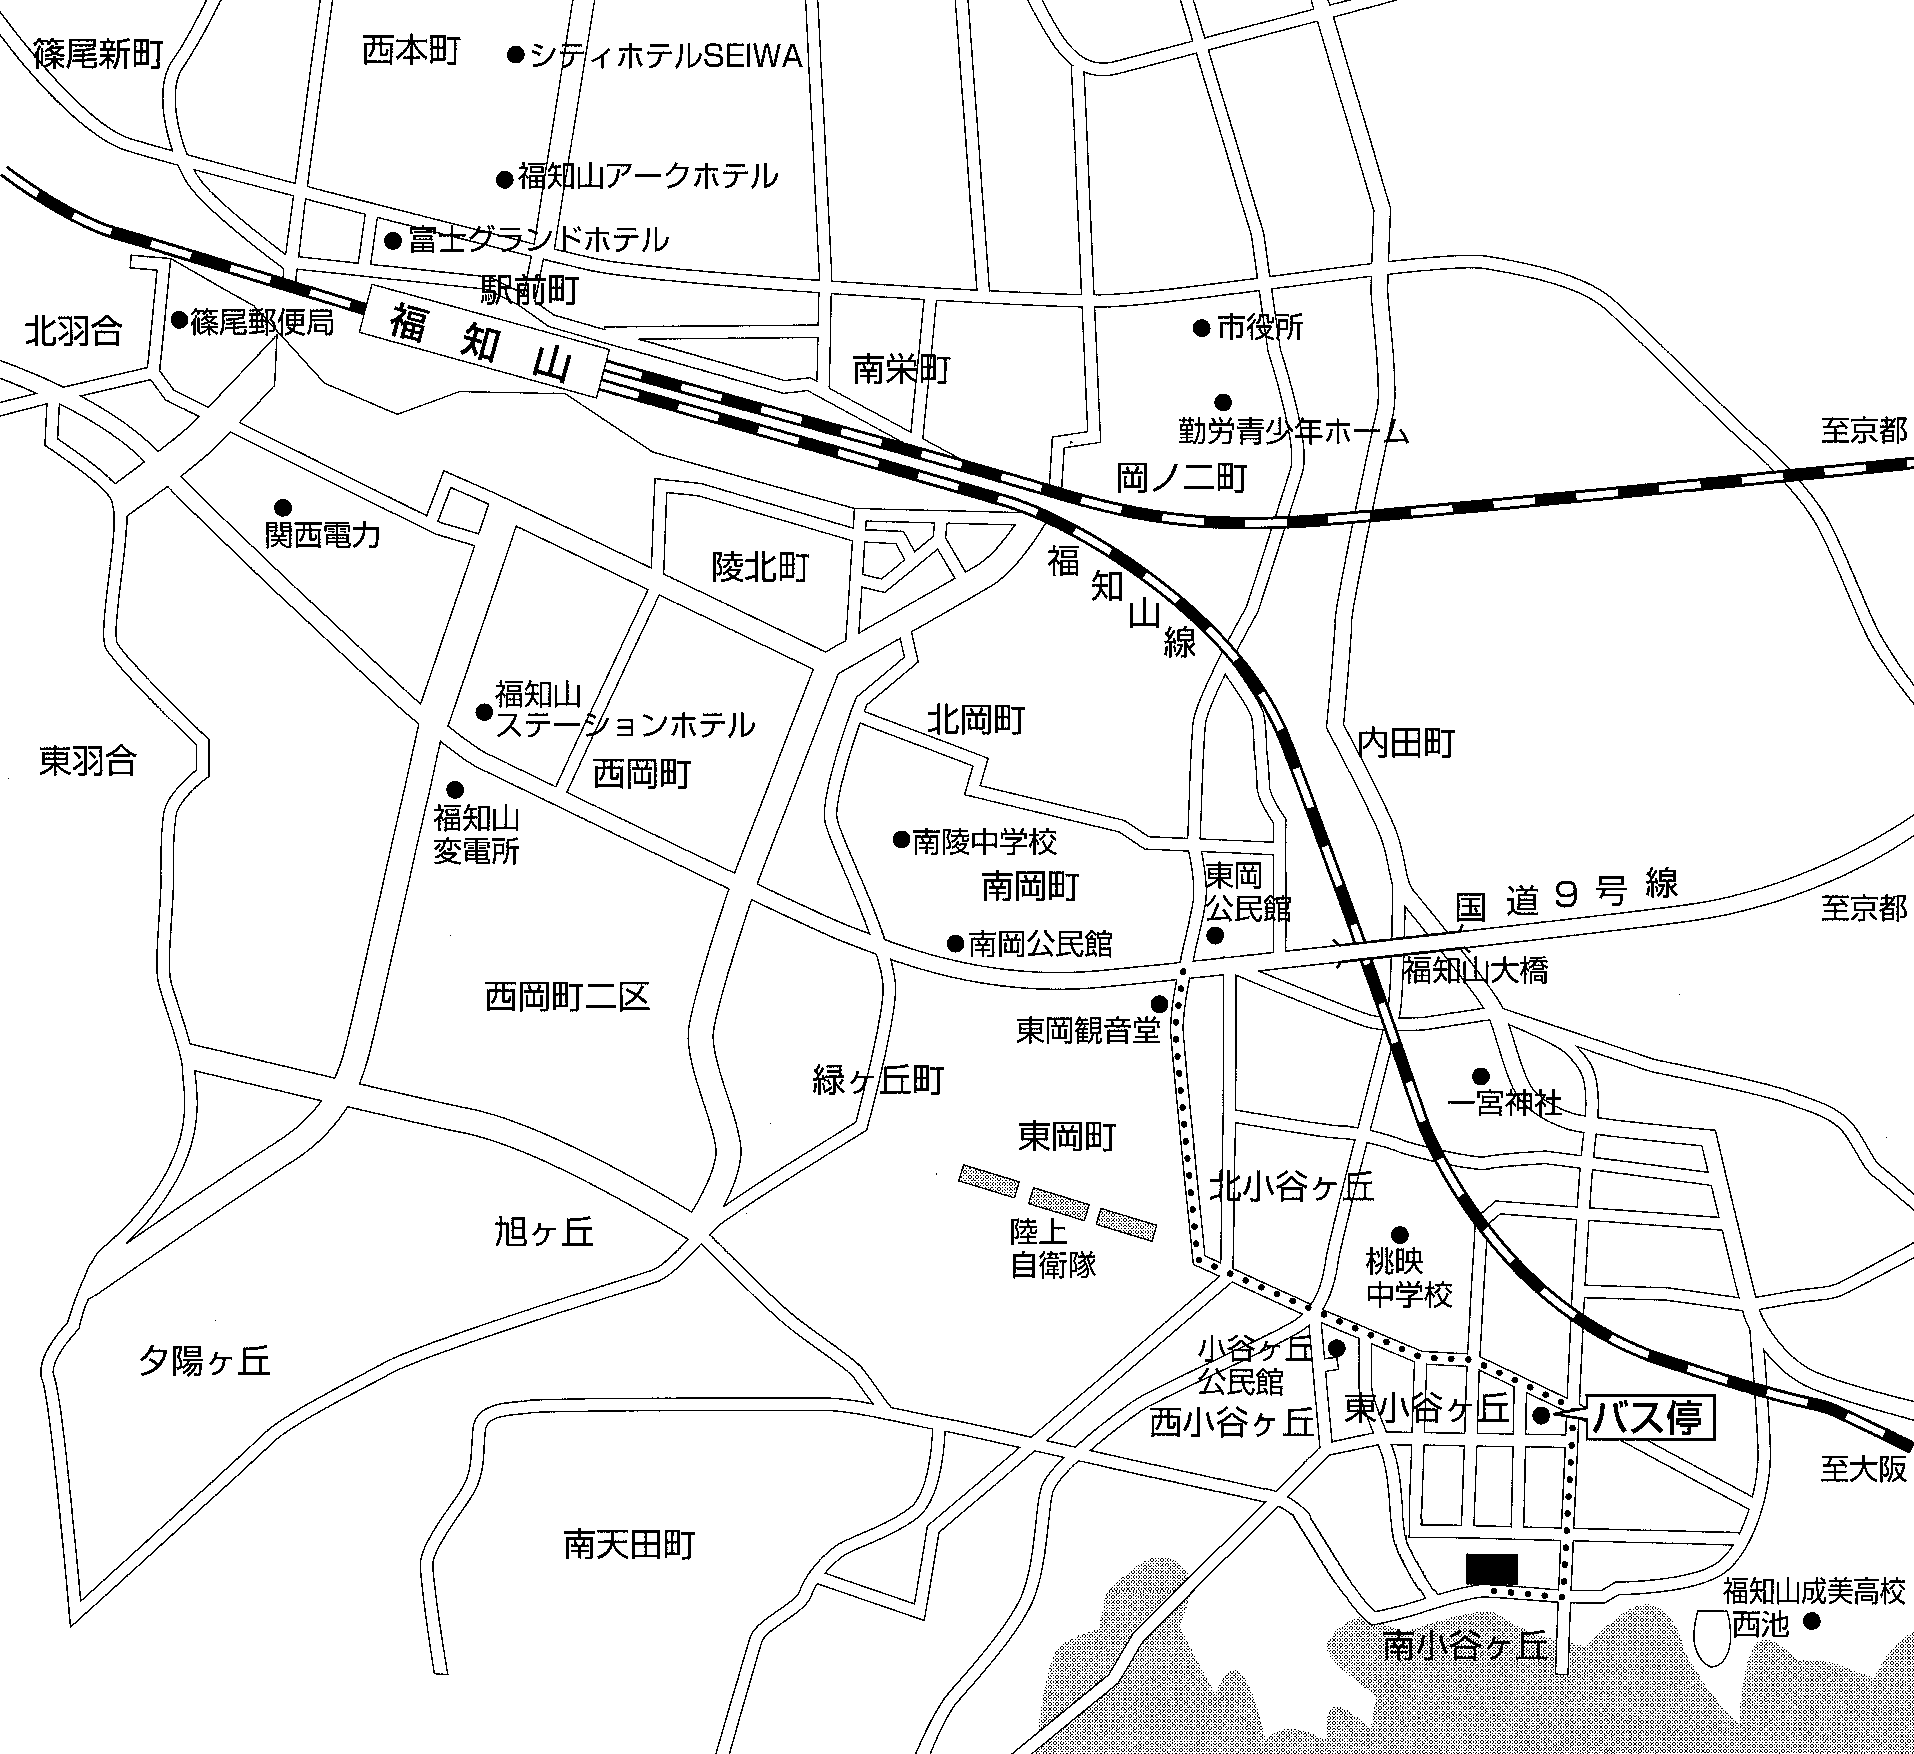 篠尾新町
西本町
シティホテルSEIWA
福知山アークホテル
富士グランドホテル
駅前町
福知山
北羽合
篠尾郵便局
市役所
南栄町
勤労青少年ホーム
至京都
岡ノ二町
関西電力
陵北町
福知山線
福知山
ステーションホテル
北岡町
内田町
東羽合
西岡町
福知山
変電所
南陵中学校
南岡町
東岡
公民館
国道9号線
至京都
南岡公民館
福知山大橋
西岡町二区
東岡観音堂
緑ヶ丘町
一宮神社
東岡町
北小谷ヶ丘
旭ヶ丘
陸上
自衛隊
桃映
中学校
夕陽ヶ丘
小谷ヶ丘
公民館
西小谷ヶ丘
東小谷ヶ丘
バス停
至大阪
南天田町
福知山成美高校
西池
南小谷ヶ丘